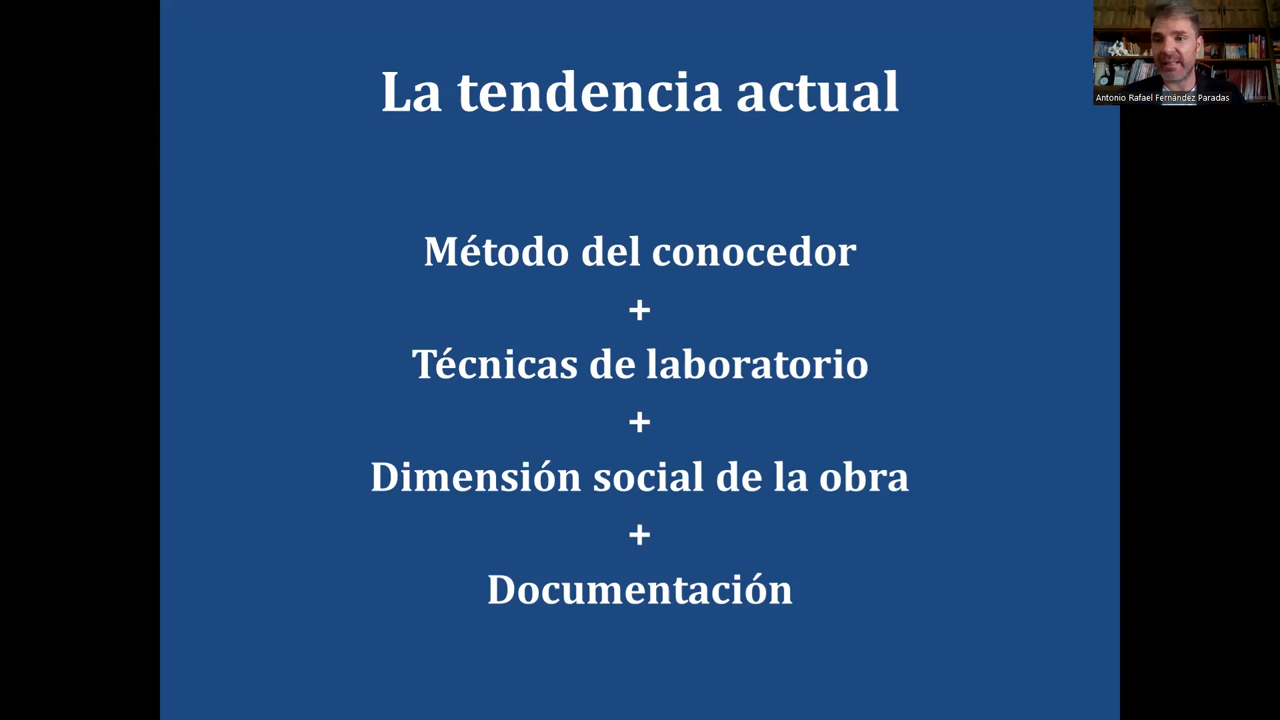 La tendencia actual
Método del conocedor
+
Técnicas de laboratorio
+
Dimensión social de la obra
+
Documentación
Antonio Rafael Fernández Paradas